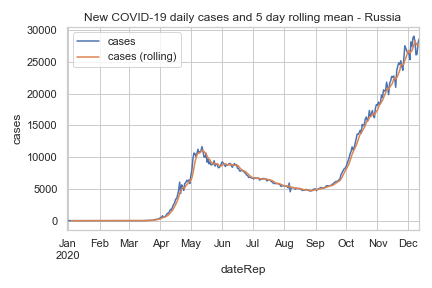 New COVID-19 daily cases and 5 day rolling mean - Russia
cases
cases (rolling)
30000
25000
20000
15000
10000
5000
0
cases
Jan Feb Mar Apr May Jun Jul Aug Sep Oct Nov Dec
2020
dateRep